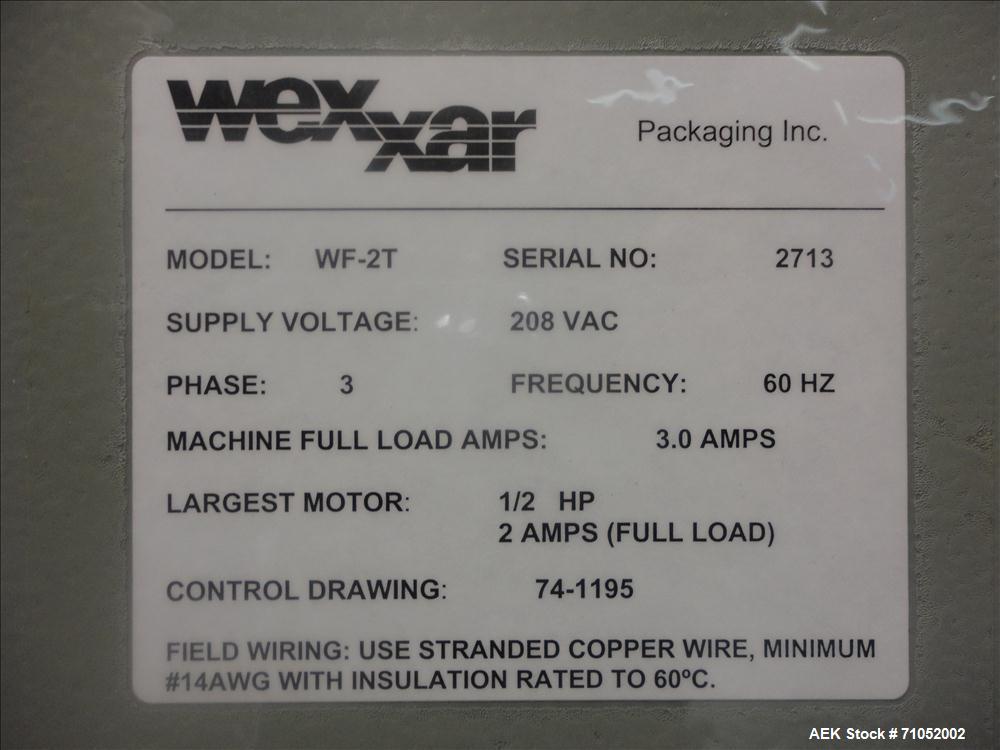 wexxar
Packaging Inc.
MODEL: WF-2T SERIAL NO: 2713
SUPPLY VOLTAGE: 208 VAC
PHASE: 3 FREQUENCY: 60 HZ
MACHINE FULL LOAD AMPS: 3.0 AMPS
LARGEST MOTOR: 1/2 HP
2 AMPS (FULL LOAD)
CONTROL DRAWING: 74-1195
FIELD WIRING: USE STRANDED COPPER WIRE, MINIMUM
#14AWG WITH INSULATION RATED TO 60ºC.
AEK Stock # 71052002